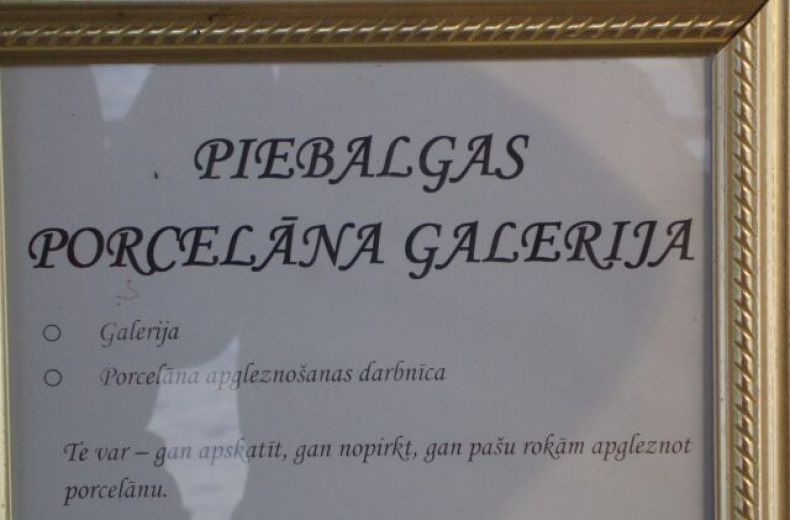 PIEBALGAS
PORCELĀNA GALERIJA
○ Galerija
○ Porcelāna apgleznošanas darbnīca
Te var – gan apskatīt, gan nopirkt, gan pašu rokām apgleznot
porcelānu.